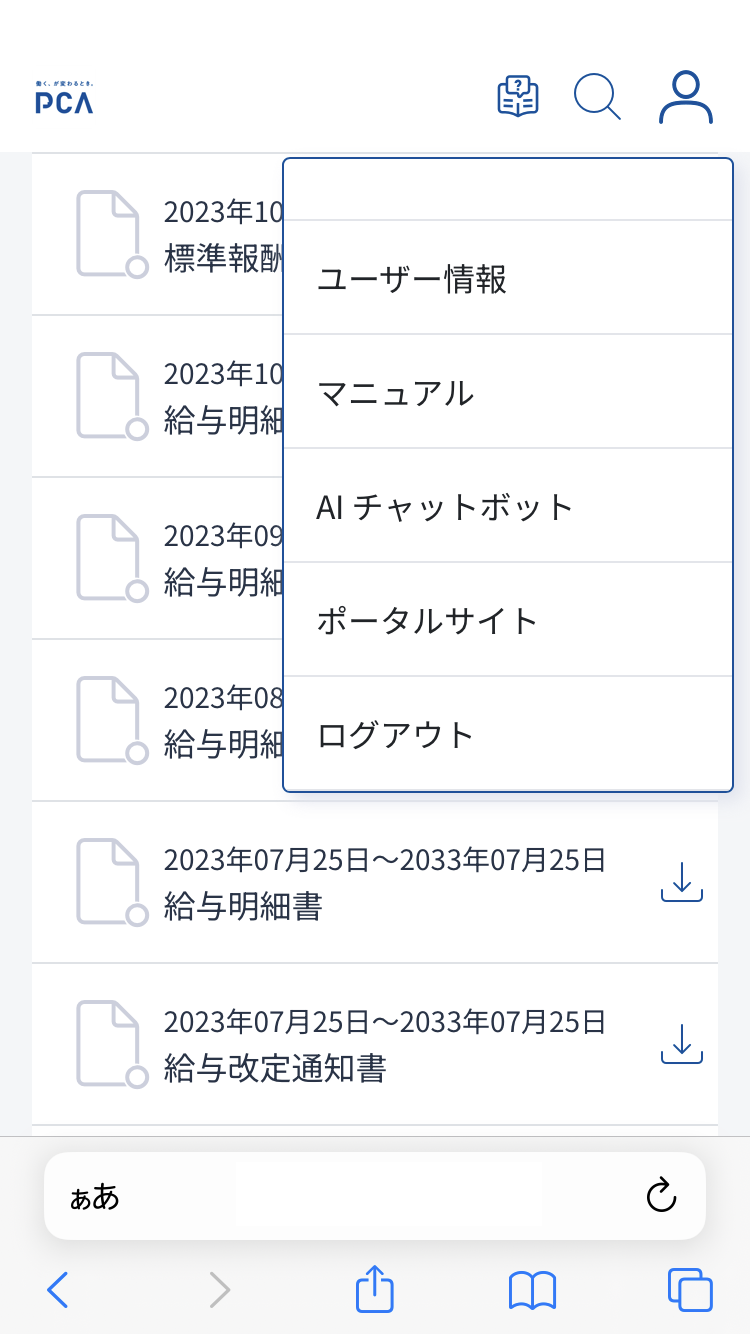 働く、が変わるとき。
PCA
?
2023年10
標準報酬
ユーザー情報
2023年10
給与明細
マニュアル
2023年09
給与明細
AI チャットボット
2023年08
給与明細
ポータルサイト
ログアウト
2023年07月25日～2033年07月25日
給与明細書
2023年07月25日～2033年07月25日
給与改定通知書
ぁあ